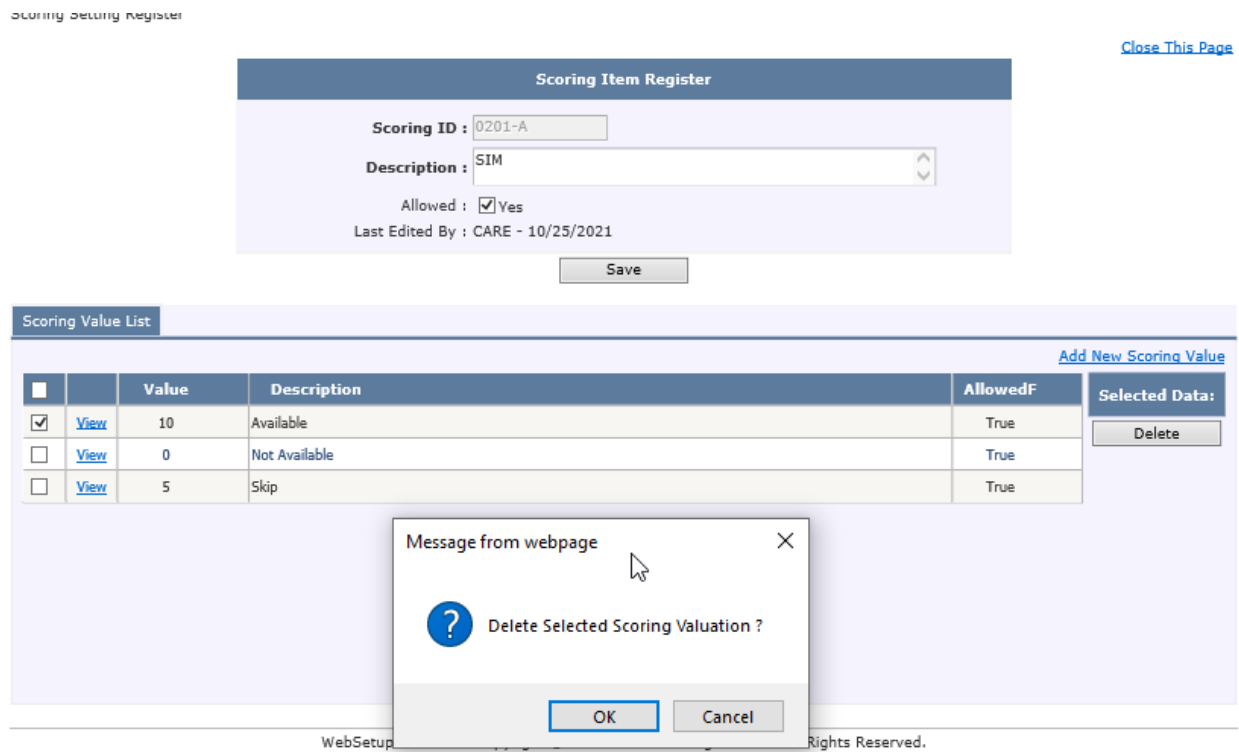 Scoring Setting Register
Close This Page
Scoring Item Register
Scoring ID : 0201-A
Description : SIM
Allowed : Yes
Last Edited By : CARE - 10/25/2021
Save
Scoring Value List
Add New Scoring Value
Value Description AllowedF Selected Data:
View 10 Available True
Delete
View 0 Not Available True
View 5 Skip True
Message from webpage
? Delete Selected Scoring Valuation ?
OK Cancel
WebSetup Rights Reserved.